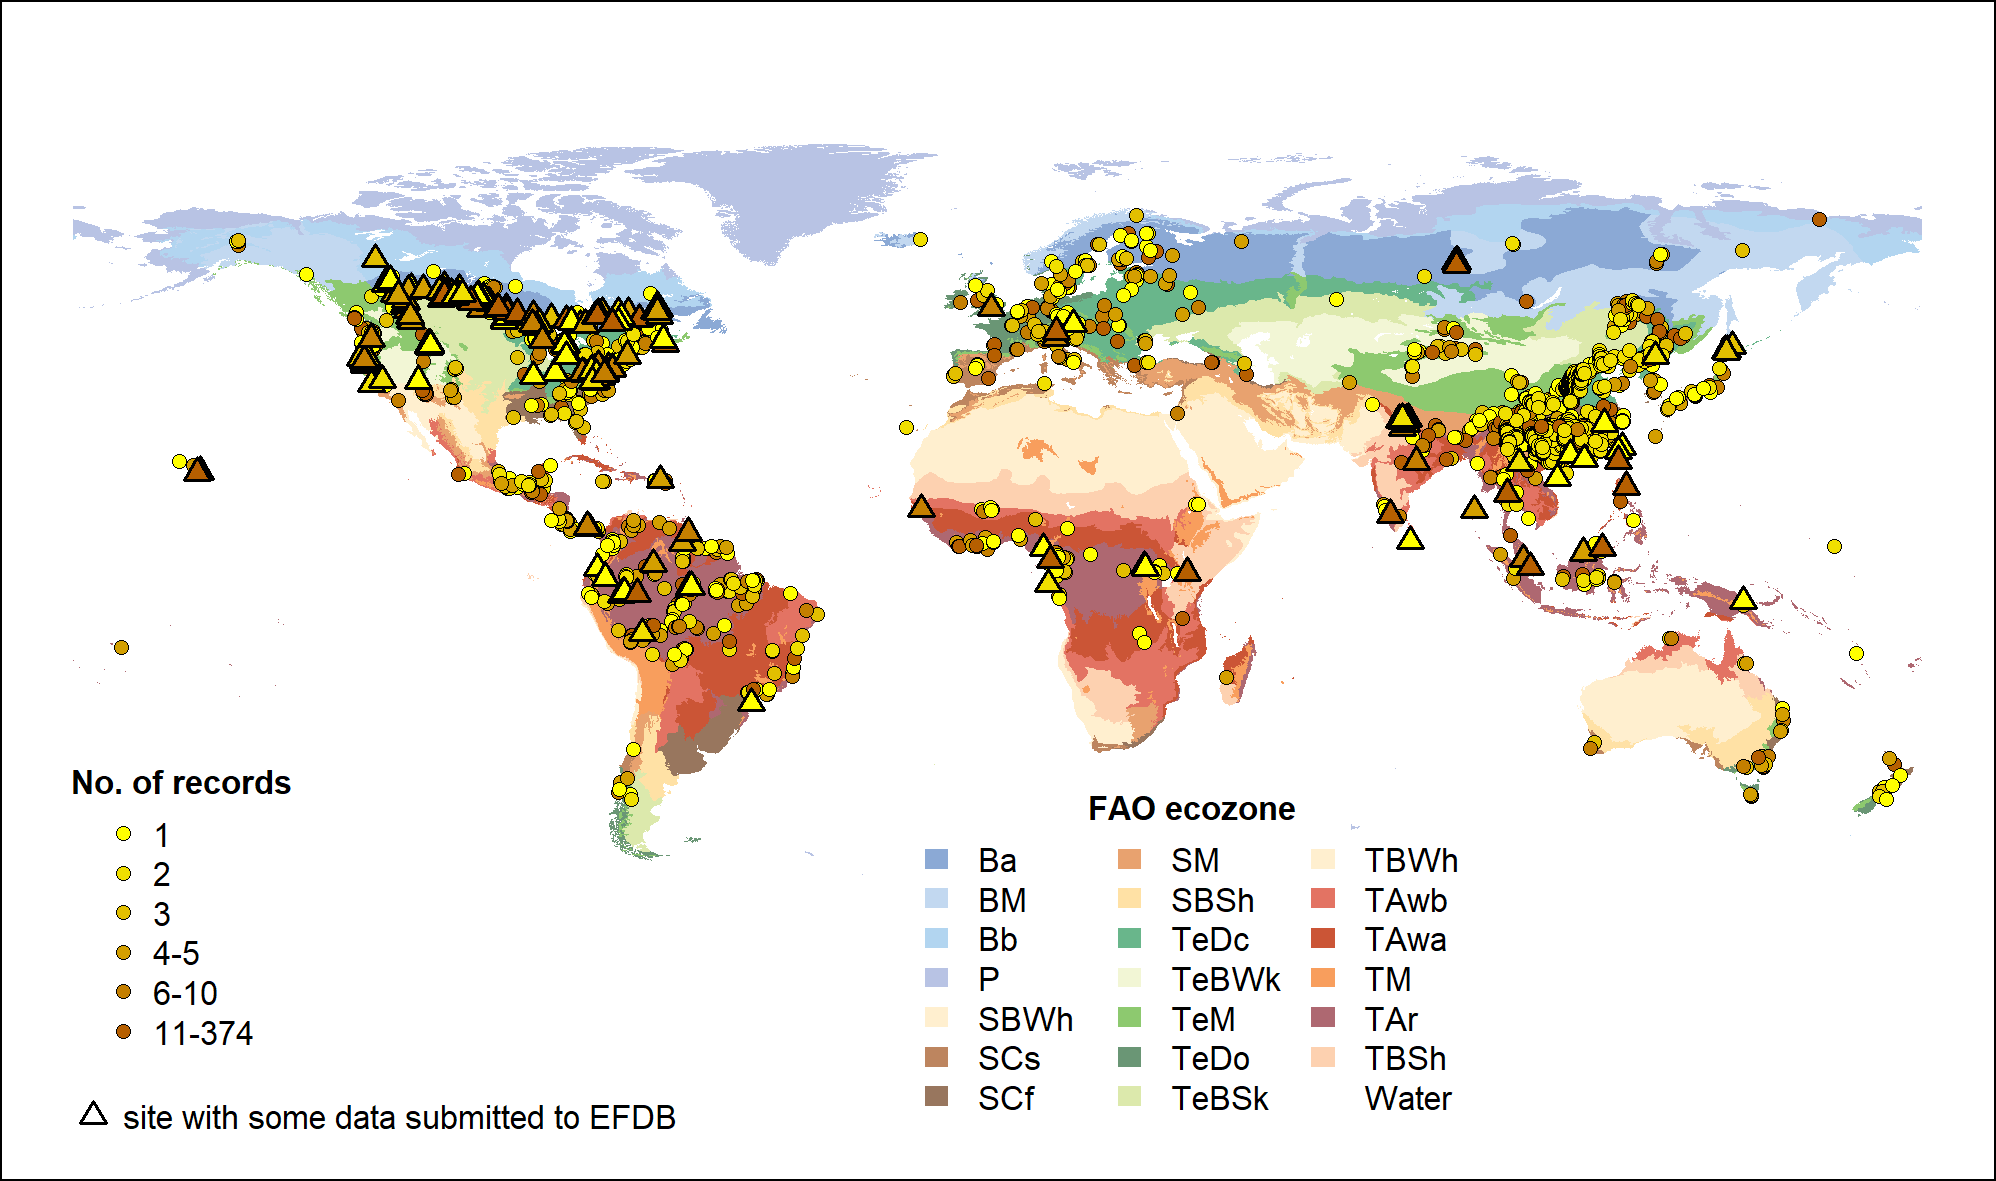 No. of records
1
2
3
4-5
6-10
11-374
site with some data submitted to EFDB
FAO ecozone
Ba
BM
Bb
P
SBWh
SCs
SCf
SM
SBSh
TeDc
TeBWk
TeM
TeDo
TeBSk
TBWh
TAwb
TAwa
TM
TAr
TBSh
Water